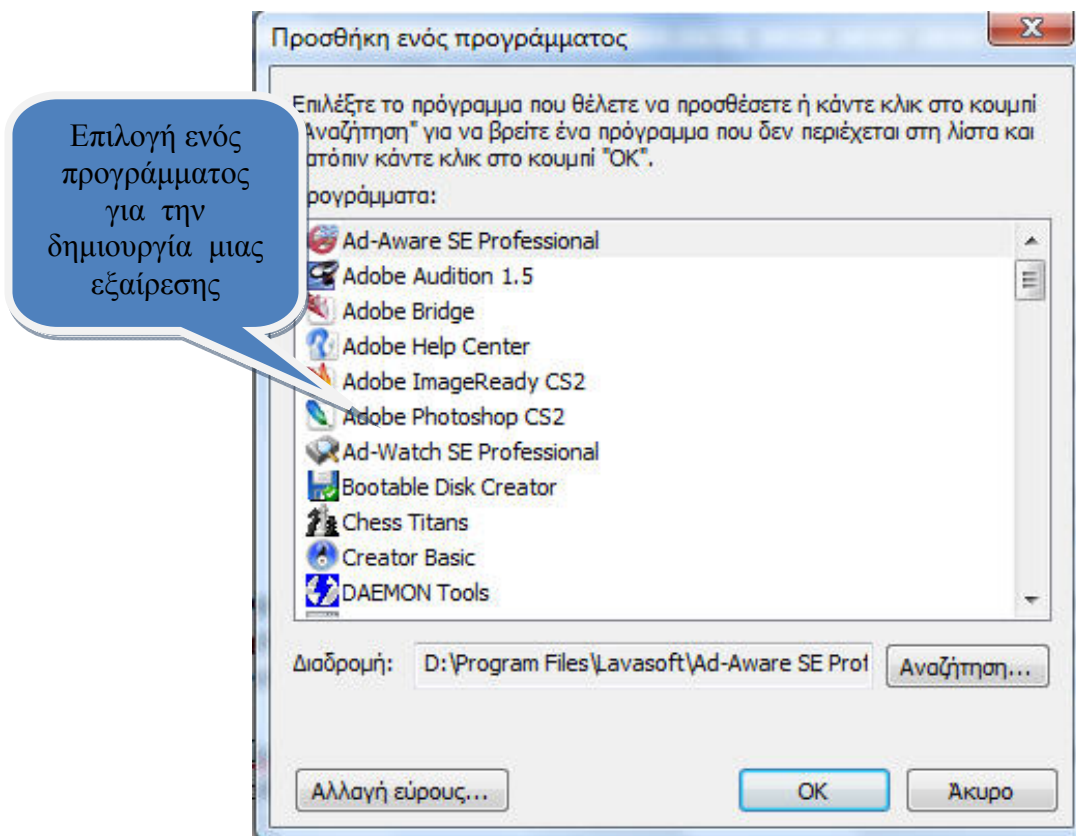 Προσθήκη ενός προγράμματος
Επιλέξτε το πρόγραμμα που θέλετε να προσθέσετε ή κάντε κλικ στο κουμπί
Αναζήτηση" για να βρείτε ένα πρόγραμμα που δεν περιέχεται στη λίστα και
ατόπιν κάντε κλικ στο κουμπί "OK".
ρογράμματα:
Επιλογή ενός
προγράμματος
για την
δημιουργία μιας
εξαίρεσης
Ad-Aware SE Professional
Adobe Audition 1.5
Adobe Bridge
Adobe Help Center
Adobe ImageReady CS2
Adobe Photoshop CS2
Ad-Watch SE Professional
Bootable Disk Creator
Chess Titans
Creator Basic
DAEMON Tools
Διαδρομή: D:\Program Files\Lavasoft\Ad-Aware SE Prof Αναζήτηση...
Αλλαγή εύρους... OK Άκυρο